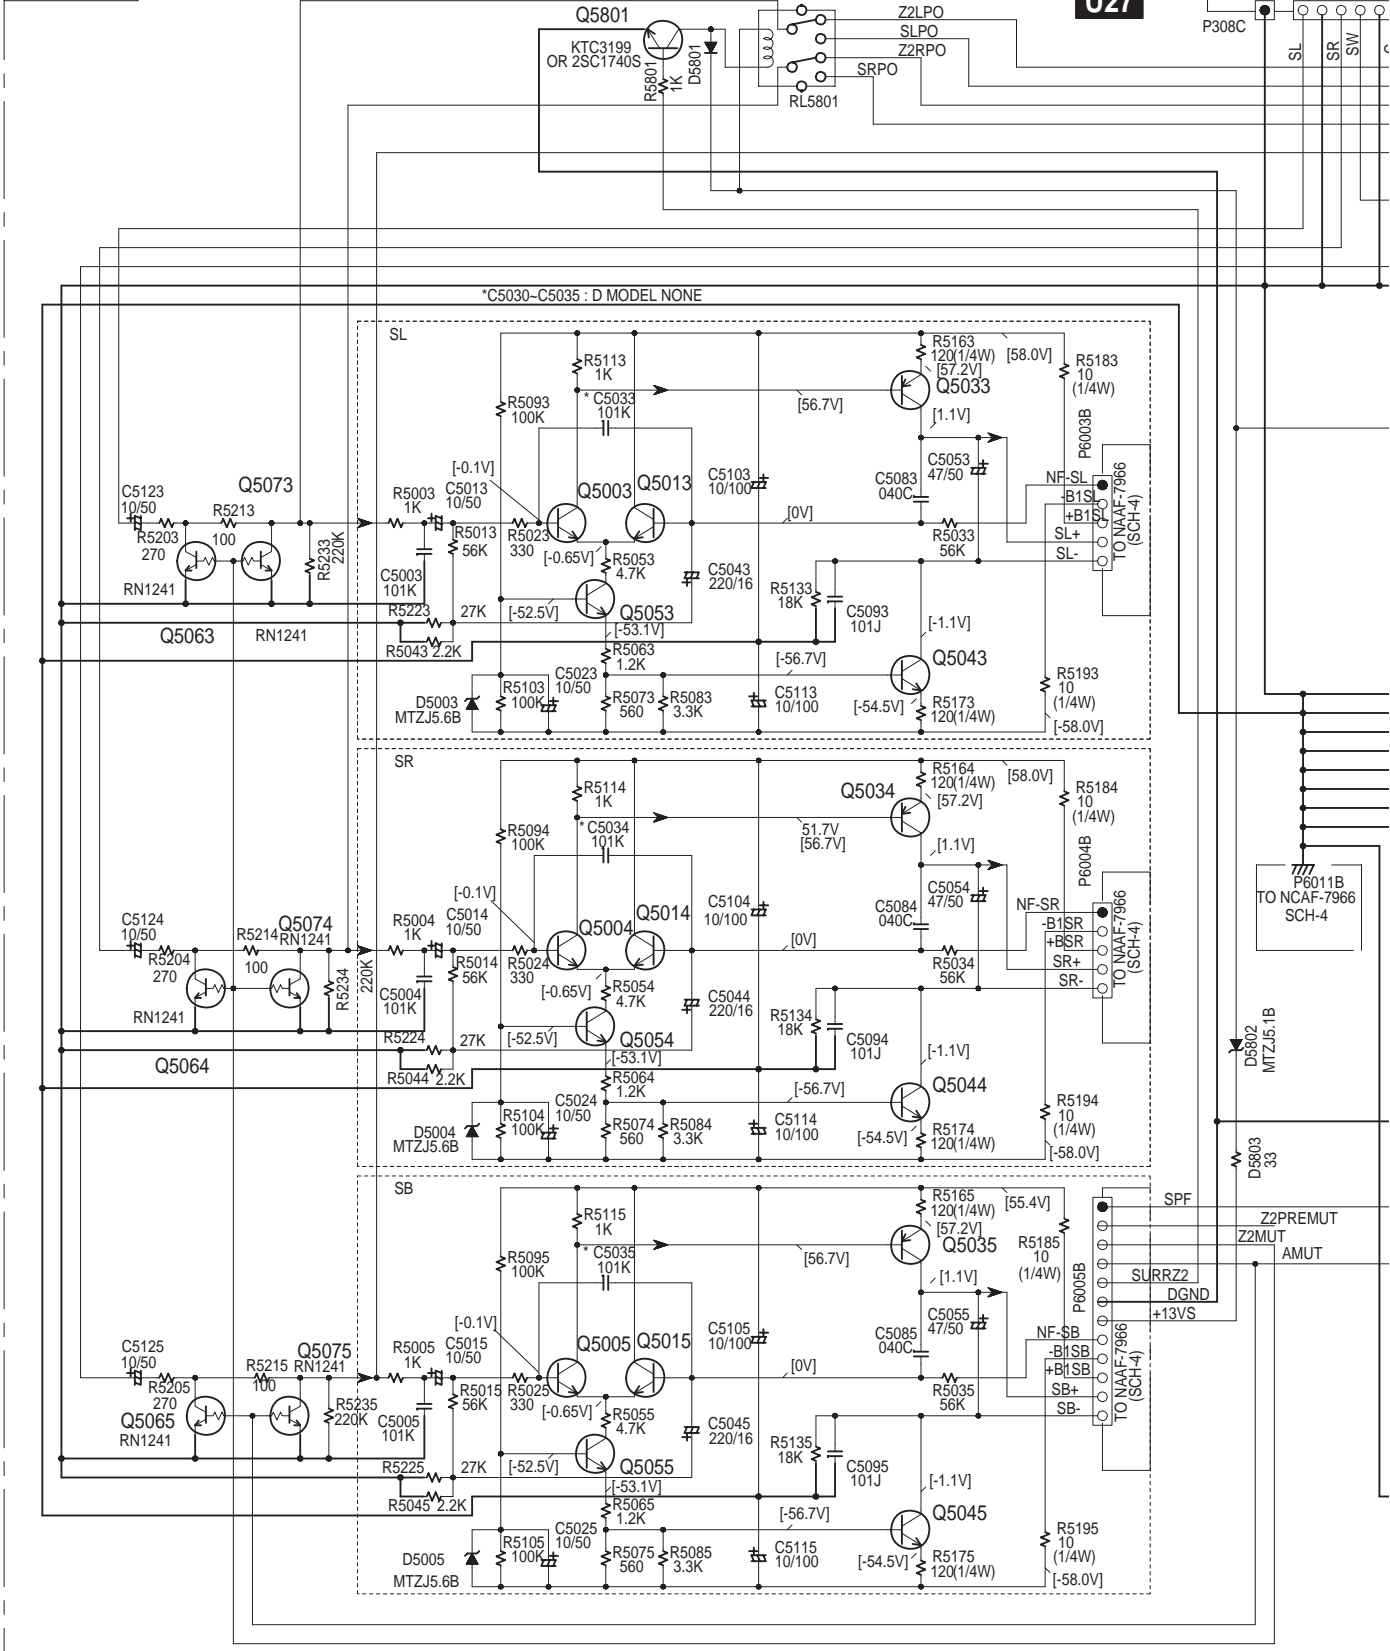 U27
Q5801
KTC3199
OR 2SC1740S
R5801
1K
D5801
RL5801
Z2LPO
SLPO
Z2RPO
SRPO
P308C
SL
SR
SW
*C5030~C5035 : D MODEL NONE
SL
R5113
1K
R5093
100K
* C5033
101K
[56.7V]
R5163
120(1/4W)
[57.2V]
[58.0V]
Q5033
[1.1V]
R5183
10
(1/4W)
P6003B
[-0.1V]
Q5003
Q5013
C5103
10/100
C5083
040C
C5053
47/50
NF-SL
-B1SL
+B1SL
SL+
SL-
TO NAAF-7966
(SCH-4)
C5123
10/50
Q5073
R5213
100
R5203
270
RN1241
Q5063
RN1241
R5233
220K
R5003
1K
C5013
10/50
R5013
56K
R5023
330
C5003
101K
[-0.65V]
R5053
4.7K
C5043
220/16
[0V]
R5033
56K
R5133
18K
C5093
101J
R5223
27K
R5043 2.2K
[-52.5V]
Q5053
[-53.1V]
R5063
1.2K
[-56.7V]
[-1.1V]
Q5043
D5003
MTZJ5.6B
R5103
100K
C5023
10/50
R5073
560
R5083
3.3K
C5113
10/100
[-54.5V]
R5173
120(1/4W)
R5193
10
(1/4W)
[-58.0V]
SR
R5114
1K
R5094
100K
* C5034
101K
51.7V
[56.7V]
Q5034
R5164
120(1/4W)
[57.2V]
[58.0V]
[1.1V]
R5184
10
(1/4W)
P6004B
[-0.1V]
Q5004
Q5014
C5104
10/100
C5084
040C
C5054
47/50
NF-SR
-B1SR
+BSR
SR+
SR-
TO NAAF-7966
(SCH-4)
P6011B
TO NCAF-7966
SCH-4
C5124
10/50
R5214
100
Q5074
RN1241
R5204
270
RN1241
Q5064
R5234
220K
R5004
1K
C5014
10/50
R5014
56K
R5024
330
C5004
101K
[-0.65V]
R5054
4.7K
C5044
220/16
[0V]
R5034
56K
R5134
18K
C5094
101J
R5224
27K
R5044 2.2K
[-52.5V]
Q5054
[-53.1V]
R5064
1.2K
[-56.7V]
[-1.1V]
Q5044
D5004
MTZJ5.6B
R5104
100K
C5024
10/50
R5074
560
R5084
3.3K
C5114
10/100
[-54.5V]
R5174
120(1/4W)
R5194
10
(1/4W)
[-58.0V]
D5802
MTZJ5.1B
D5803
33
SB
R5115
1K
R5095
100K
* C5035
101K
[56.7V]
R5165
120(1/4W)
[57.2V]
[55.4V]
Q5035
[1.1V]
R5185
10
(1/4W)
P6005B
SPF
Z2PREMUT
Z2MUT
AMUT
SURRZ2
DGND
+13VS
NF-SB
-B1SB
+B1SB
SB+
SB-
TO NAAF-7966
(SCH-4)
[-0.1V]
Q5005
Q5015
C5105
10/100
C5085
040C
C5055
47/50
C5125
10/50
R5215
100
Q5075
RN1241
R5205
270
Q5065
RN1241
R5235
220K
R5005
1K
C5015
10/50
R5015
56K
R5025
330
C5005
101K
[-0.65V]
R5055
4.7K
C5045
220/16
[0V]
R5035
56K
R5135
18K
C5095
101J
R5225
27K
R5045 2.2K
[-52.5V]
Q5055
[-53.1V]
R5065
1.2K
[-56.7V]
[-1.1V]
Q5045
D5005
MTZJ5.6B
R5105
100K
C5025
10/50
R5075
560
R5085
3.3K
C5115
10/100
[-54.5V]
R5175
120(1/4W)
R5195
10
(1/4W)
[-58.0V]